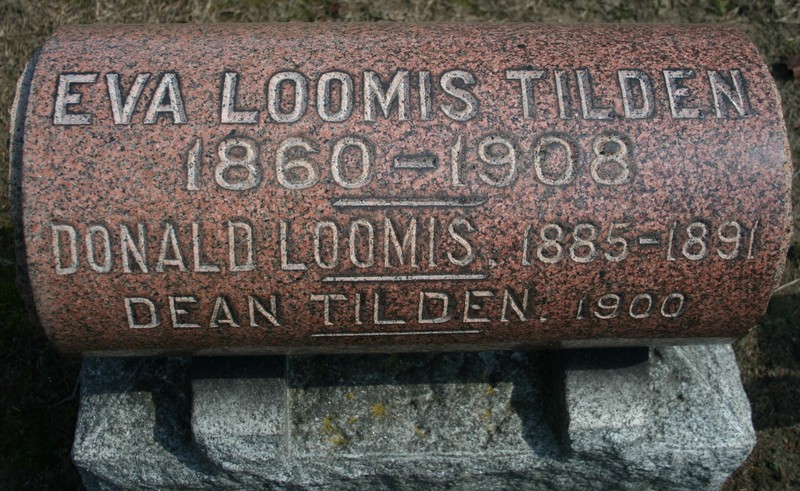 EVA LOOMIS TILDEN
1860-1908
DONALD LOOMIS. 1885-1891
DEAN TILDEN. 1900